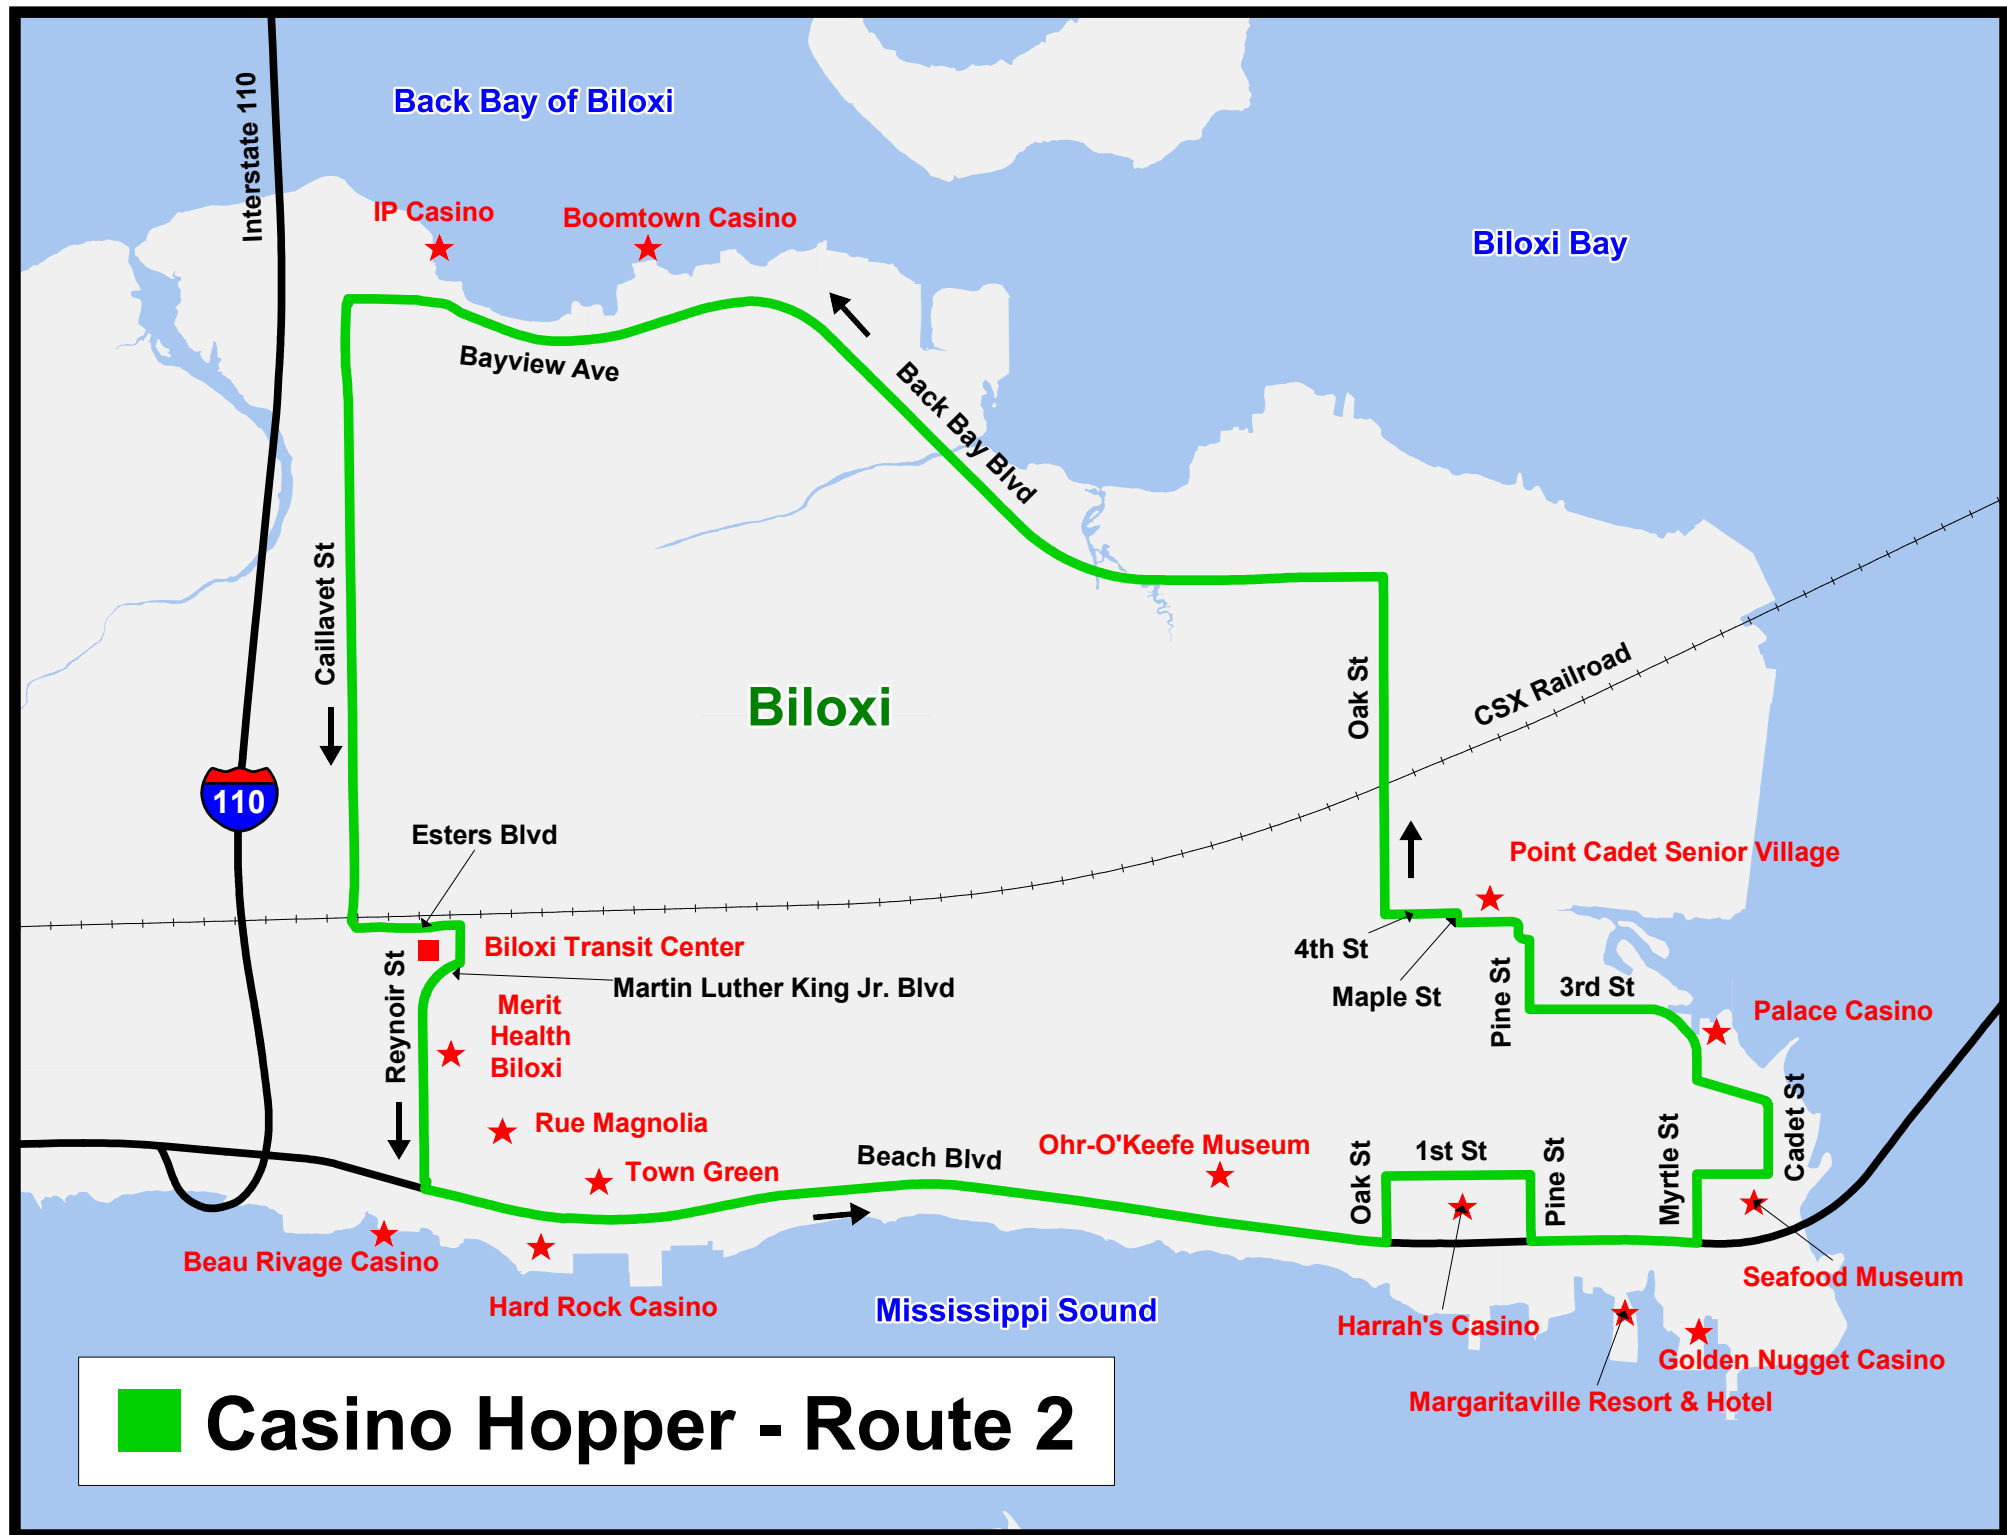 Interstate 110
Back Bay of Biloxi
IP Casino
Boomtown Casino
Biloxi Bay
Bayview Ave
Back Bay Blvd
Caillavet St
Biloxi
Oak St
CSX Railroad
110
Esters Blvd
Point Cadet Senior Village
Biloxi Transit Center
Reynoir St
Martin Luther King Jr. Blvd
4th St
Maple St
Pine St
3rd St
Merit
Health
Biloxi
Palace Casino
Cadet St
Rue Magnolia
Town Green
Beach Blvd
Ohr-O'Keefe Museum
Oak St
1st St
Pine St
Myrtle St
Beau Rivage Casino
Hard Rock Casino
Mississippi Sound
Harrah's Casino
Seafood Museum
Golden Nugget Casino
Margaritaville Resort & Hotel
Casino Hopper - Route 2